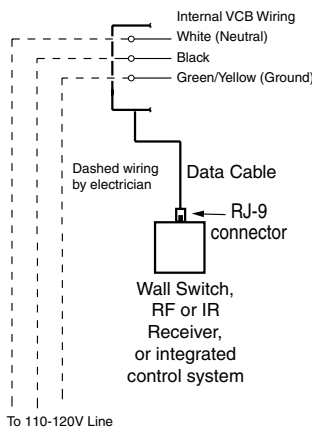 Internal VCB Wiring
White (Neutral)
Black
Green/Yellow (Ground)
Dashed wiring
by electrician
Data Cable
RJ-9
connector
Wall Switch,
RF or IR
Receiver,
or integrated
control system
To 110-120V Line